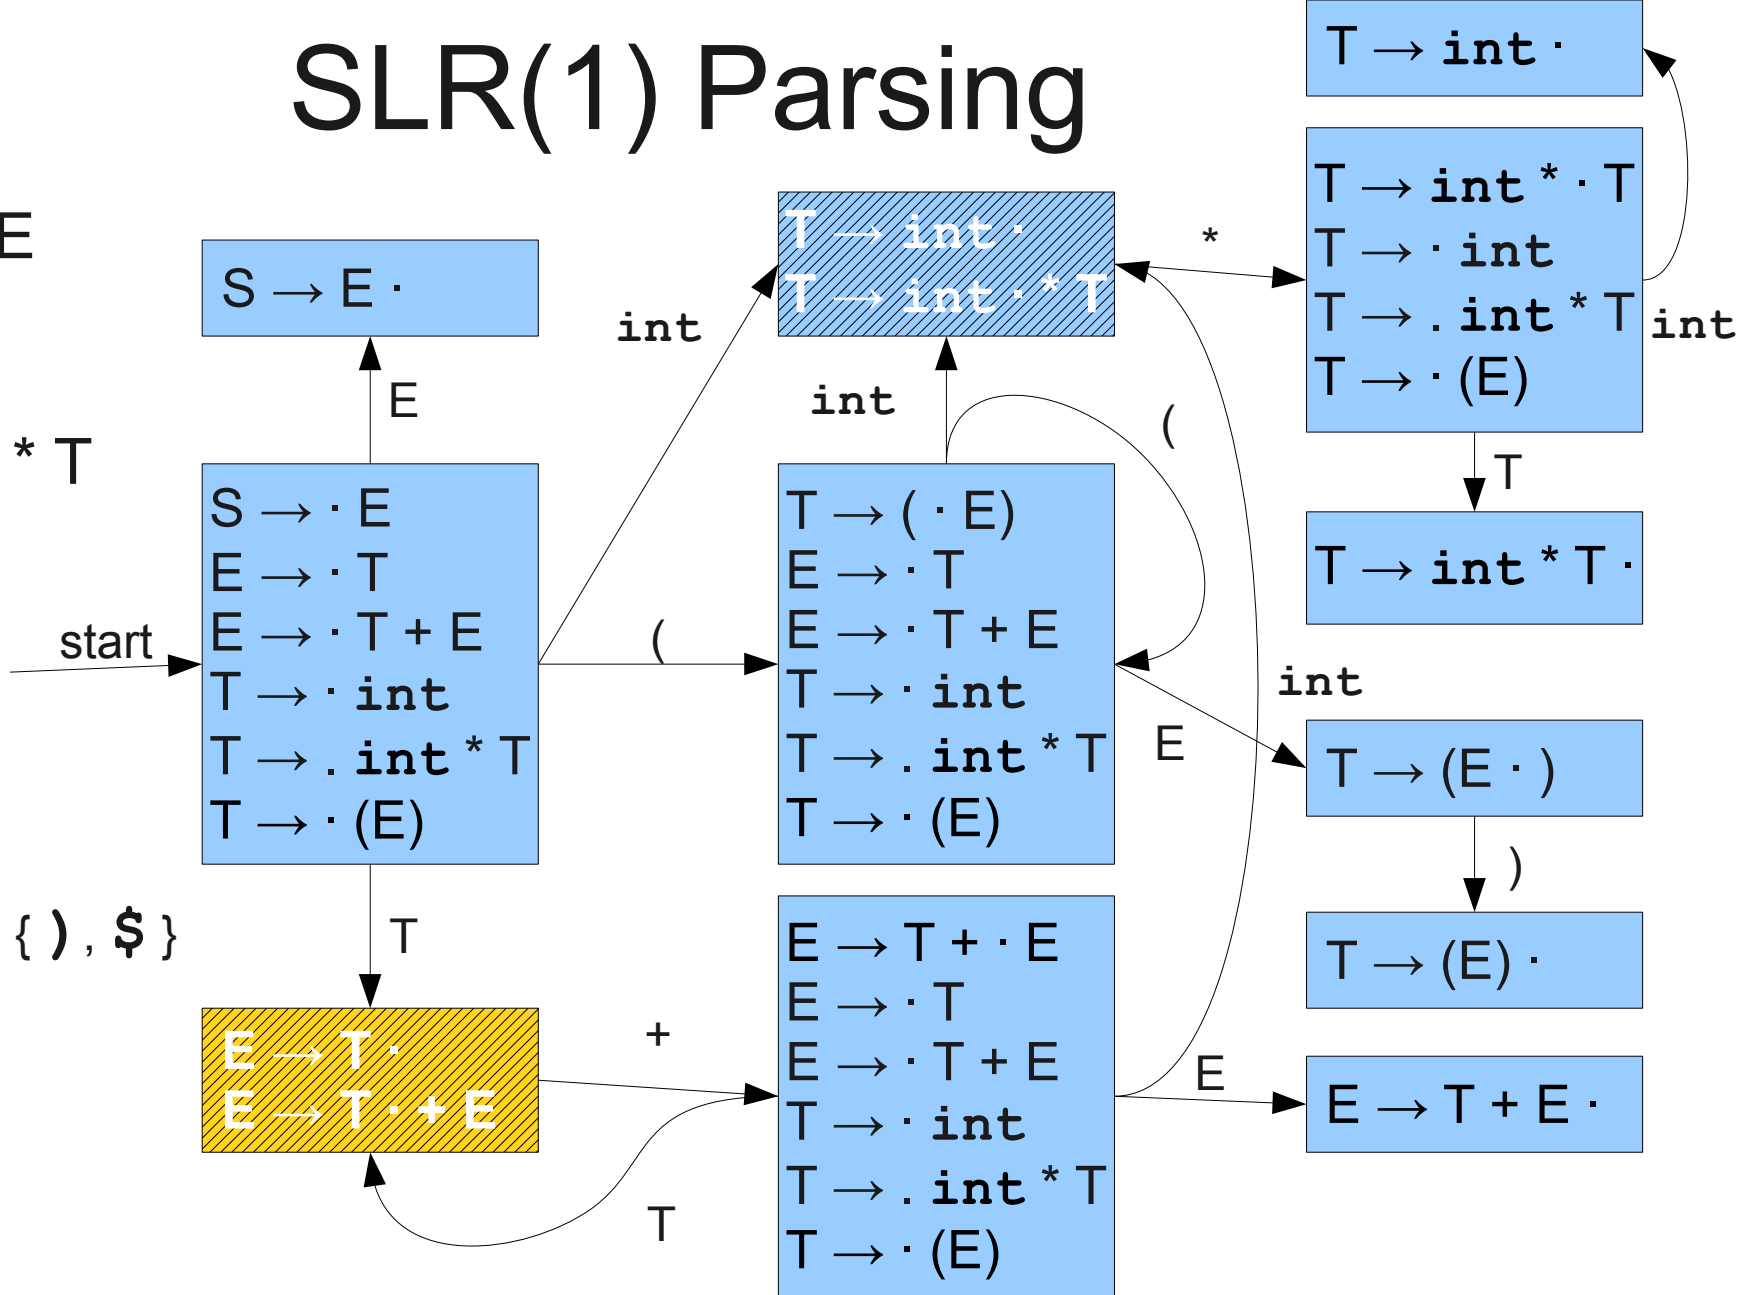 SLR(1) Parsing
E
* T
{ ), $ }
start
S → E ·
E
S → · E
E → · T
E → · T + E
T → · int
T → . int * T
T → · (E)
T
E → T ·
E → T · + E
int
(
+
T
T → int ·
T → int · * T
int
(
T → ( · E)
E → · T
E → · T + E
T → · int
T → . int * T
T → · (E)
E → T + · E
E → · T
E → · T + E
T → · int
T → . int * T
T → · (E)
*
int
E
E
T → int ·
T → int * · T
T → · int
T → . int * T
T → · (E)
int
T
T → int * T ·
T → (E · )
)
T → (E) ·
E → T + E ·